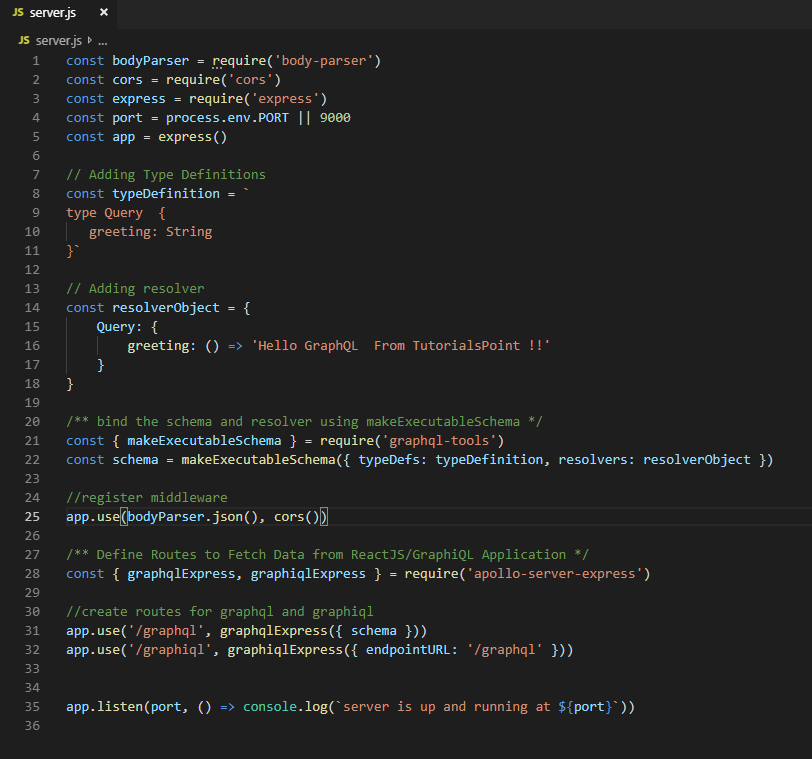 JS server.js ×
JS server.js ▸ ...
1 const bodyParser = require('body-parser')
2 const cors = require('cors')
3 const express = require('express')
4 const port = process.env.PORT || 9000
5 const app = express()
6
7 // Adding Type Definitions
8 const typeDefinition = `
9 type Query  {
10    greeting: String
11 }`
12
13 // Adding resolver
14 const resolverObject = {
15     Query: {
16         greeting: () => 'Hello GraphQL  From TutorialsPoint !!'
17     }
18 }
19
20 /** bind the schema and resolver using makeExecutableSchema */
21 const { makeExecutableSchema } = require('graphql-tools')
22 const schema = makeExecutableSchema({ typeDefs: typeDefinition, resolvers: resolverObject })
23
24 //register middleware
25 app.use(bodyParser.json(), cors())
26
27 /** Define Routes to Fetch Data from ReactJS/GraphiQL Application */
28 const { graphqlExpress, graphiqlExpress } = require('apollo-server-express')
29
30 //create routes for graphql and graphiql
31 app.use('/graphql', graphqlExpress({ schema }))
32 app.use('/graphiql', graphiqlExpress({ endpointURL: '/graphql' }))
33
34
35 app.listen(port, () => console.log(`server is up and running at ${port}`))
36